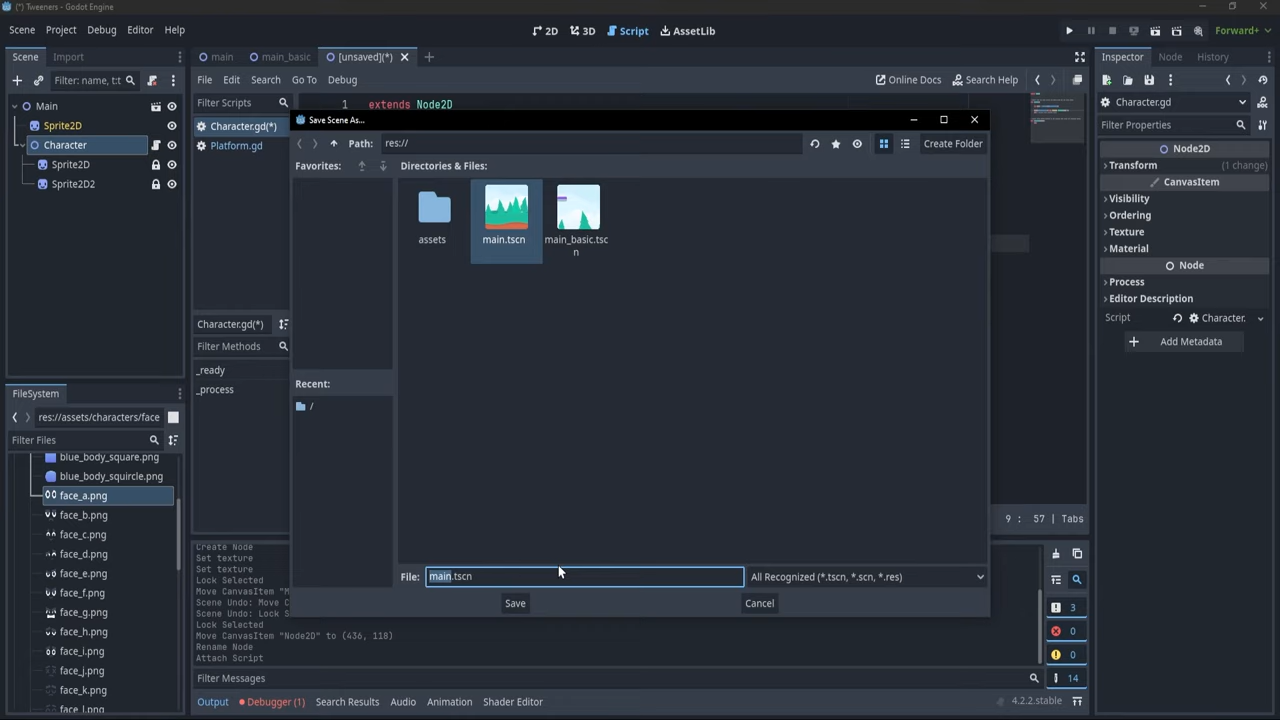 (*) Tweeners - Godot Engine
Scene Project Debug Editor Help
2D 3D Script AssetLib
Forward+
Scene Import
main main_basic [unsaved](*)
Inspector Node History
Filter: name, t:t
File Edit Search Go To Debug
Online Docs Search Help
Main
Sprite2D
Character
Sprite2D
Sprite2D2
Filter Scripts
Character.gd(*)
Platform.gd
1 extends Node2D
Save Scene As...
Path: res://
Create Folder
Favorites:
Directories & Files:
assets
main.tscn
main_basic.tsc
n
Recent:
/
File: main.tscn
All Recognized (*.tscn, *.scn, *.res)
Save Cancel
Character.gd(*)
Filter Methods
_ready
_process
9 : 57 | Tabs
Character.gd
Filter Properties
Node2D
Transform (1 change)
CanvasItem
Visibility
Ordering
Texture
Material
Node
Process
Editor Description
Script Character.
Add Metadata
FileSystem
res://assets/characters/face
Filter Files
blue_body_square.png
blue_body_squircle.png
face_a.png
face_b.png
face_c.png
face_d.png
face_e.png
face_f.png
face_g.png
face_h.png
face_i.png
face_j.png
face_k.png
face_l.png
Create Node
Set texture
Set texture
Lock Selected
Move CanvasItem "M
Scene Undo: Move C
Scene Undo: Lock S
Lock Selected
Move CanvasItem "Node2D" to (436, 118)
Rename Node
Attach Script
3
0
0
14
Filter Messages
Output Debugger (1) Search Results Audio Animation Shader Editor
4.2.2.stable